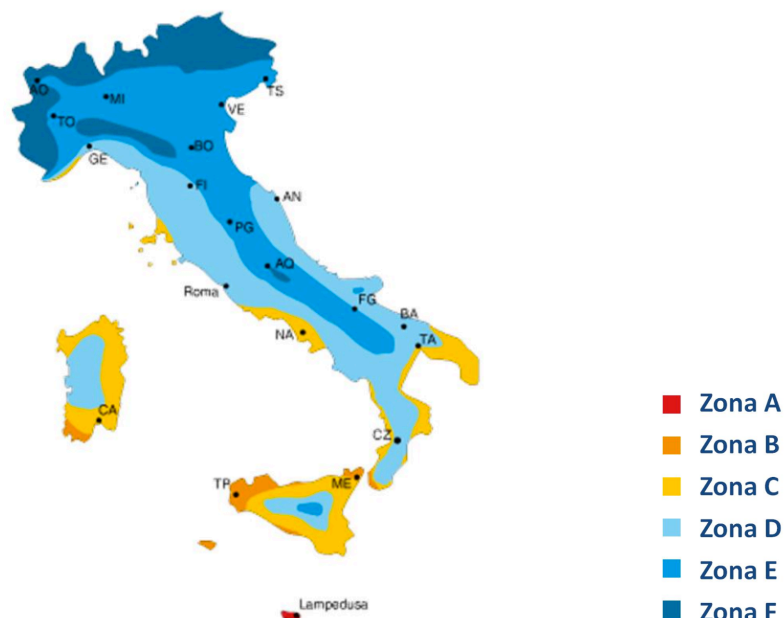 AO
MI
TS
VE
TO
BO
GE
FI
AN
PG
AQ
Roma
FG
BA
NA
TA
CA
CZ
TP
ME
Lampedusa
Zona A
Zona B
Zona C
Zona D
Zona E
Zona F